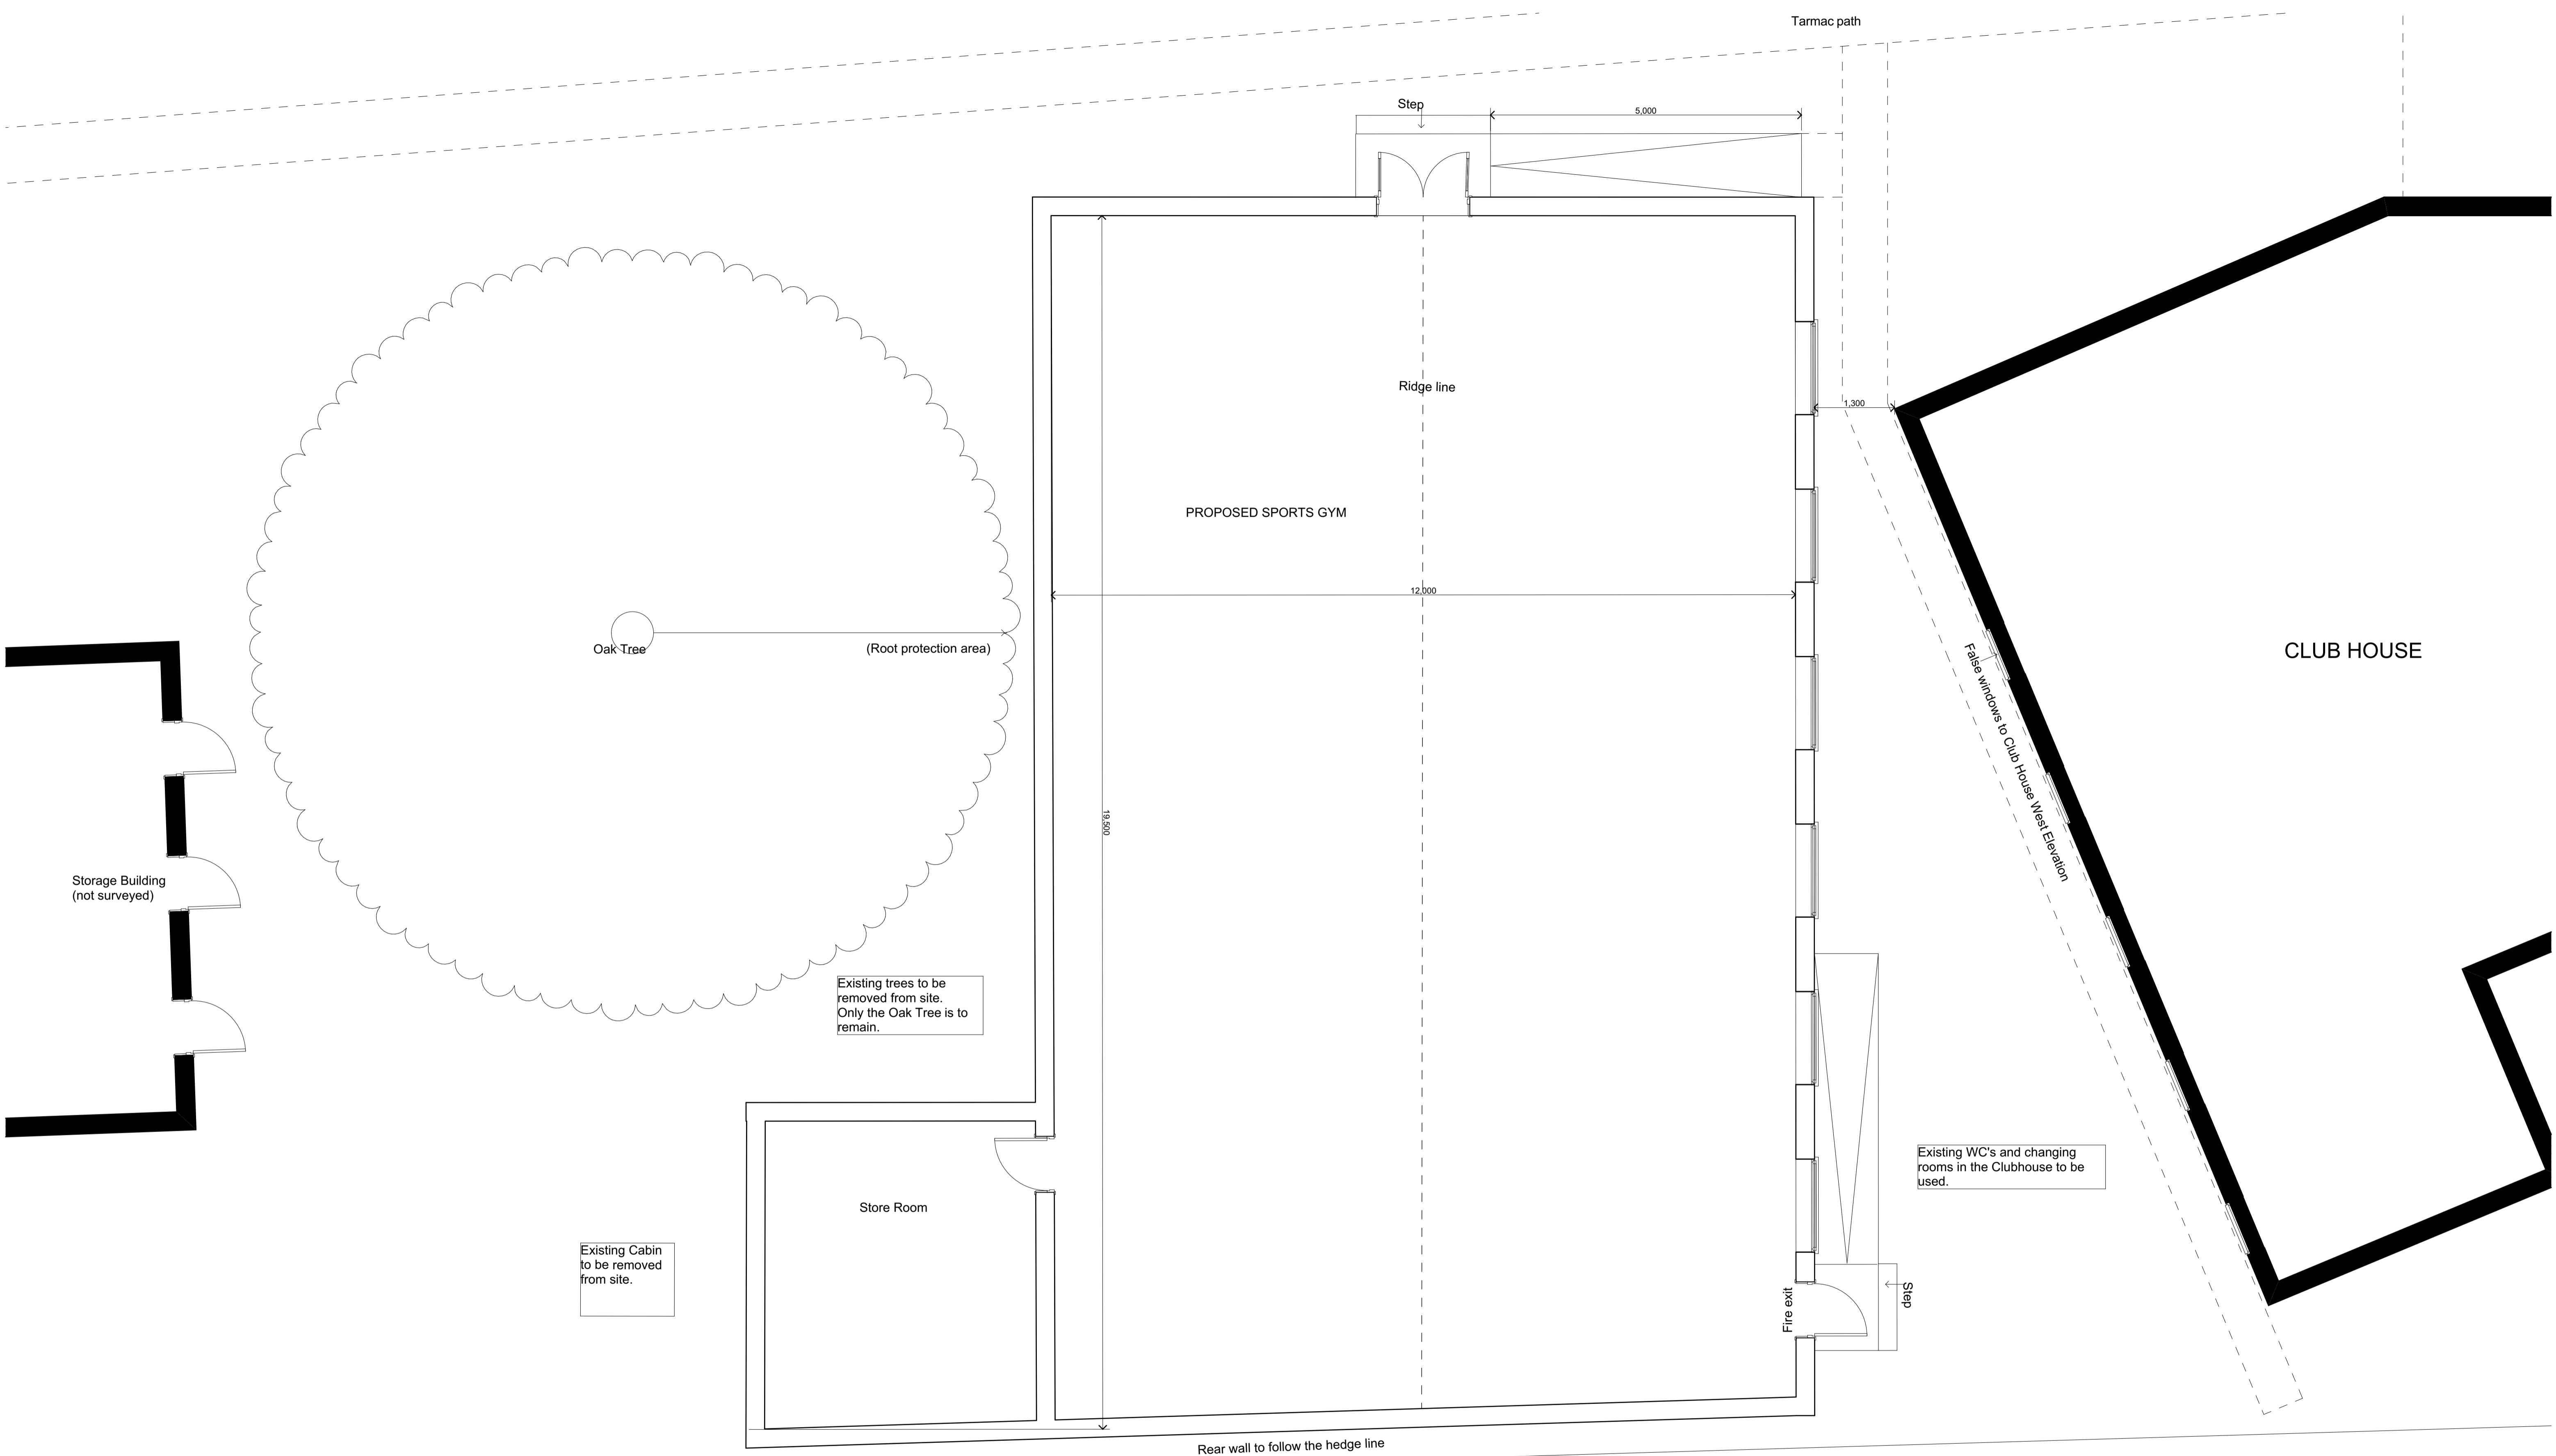 Tarmac path
Step
5,000
Ridge line
1,300
PROPOSED SPORTS GYM
12,000
Oak Tree
(Root protection area)
CLUB HOUSE
False windows to Club House West Elevation
19,500
Storage Building
(not surveyed)
Existing trees to be
removed from site.
Only the Oak Tree is to
remain.
Existing WC's and changing
rooms in the Clubhouse to be
used.
Store Room
Existing Cabin
to be removed
from site.
Fire exit
Step
Rear wall to follow the hedge line